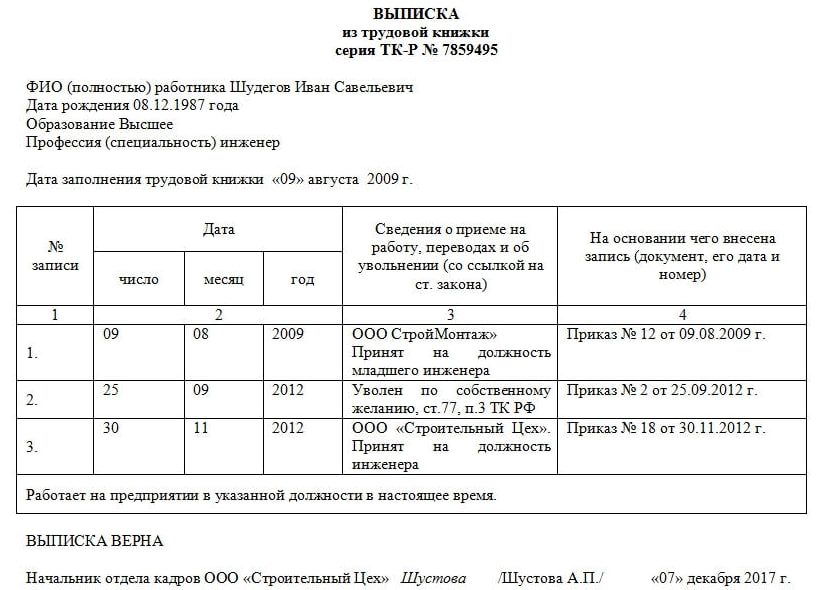 ВЫПИСКА
из трудовой книжки
серия ТК-Р № 7859495
ФИО (полностью) работника Шудегов Иван Савельевич
Дата рождения 08.12.1987 года
Образование Высшее
Профессия (специальность) инженер
Дата заполнения трудовой книжки «09» августа 2009 г.
№ записи
Дата
число
месяц
год
Сведения о приеме на
работу, переводах и об
увольнении (со ссылкой на
ст. закона)
На основании чего внесена
запись (документ, его дата и
номер)
1 2 3 4
1. 09 08 2009 ООО СтройМонтаж» Приказ № 12 от 09.08.2009 г.
Принят на должность
младшего инженера
2. 25 09 2012 Уволен по собственному Приказ № 2 от 25.09.2012 г.
желанию, ст.77, п.3 ТК РФ
3. 30 11 2012 ООО «Строительный Цех». Приказ № 18 от 30.11.2012 г.
Принят на должность
инженера
Работает на предприятии в указанной должности в настоящее время.
ВЫПИСКА ВЕРНА
Начальник отдела кадров ООО «Строительный Цех» Шустова /Шустова А.П./ «07» декабря 2017 г.